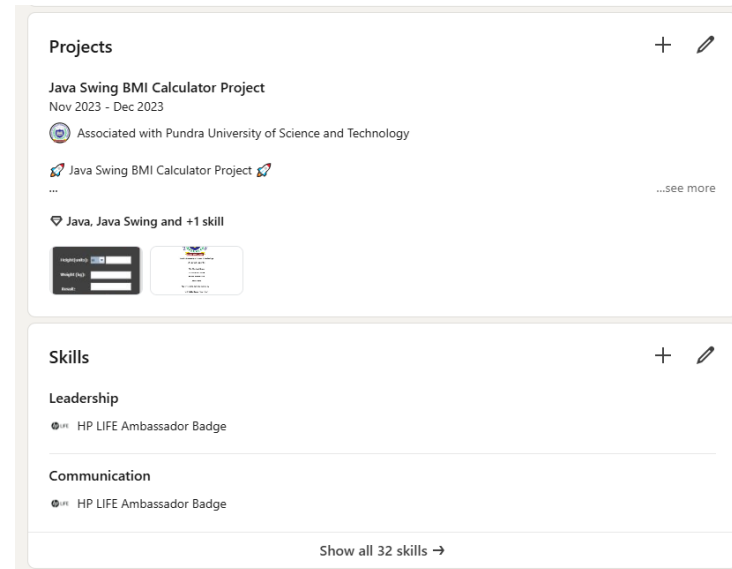 Projects
Java Swing BMI Calculator Project
Nov 2023 - Dec 2023
Associated with Pundra University of Science and Technology
🚀 Java Swing BMI Calculator Project 🚀
...
...see more
Java, Java Swing and +1 skill
Height(units):
Weight (kg):
Result:
Skills
Leadership
HP LIFE Ambassador Badge
Communication
HP LIFE Ambassador Badge
Show all 32 skills →